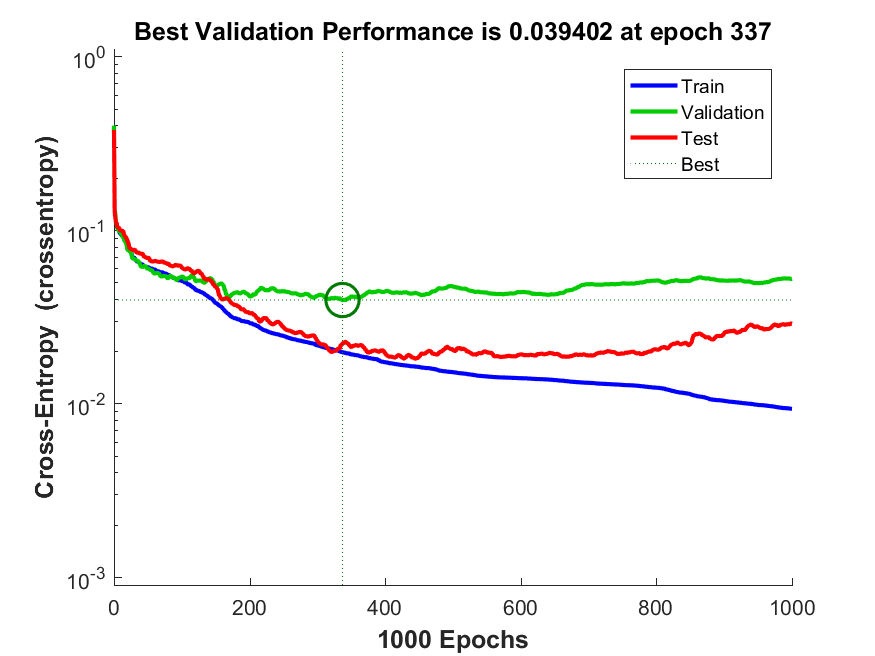 Best Validation Performance is 0.039402 at epoch 337
Cross-Entropy (crossentropy)
10^0
10^-1
10^-2
10^-3
Train
Validation
Test
Best
0 200 400 600 800 1000
1000 Epochs